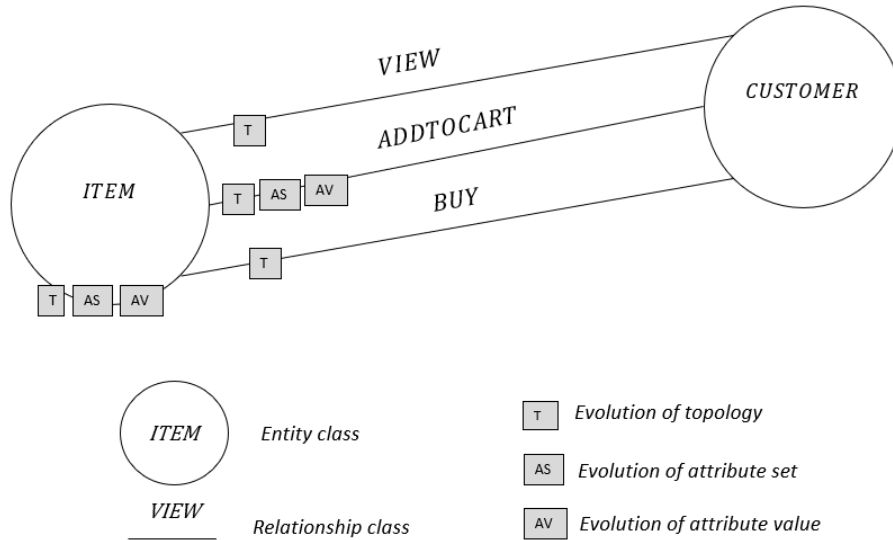 VIEW
CUSTOMER
T
ADDTOCART
ITEM
T AS AV
BUY
T
T AS AV
ITEM
Entity class
T
Evolution of topology
AS
Evolution of attribute set
VIEW
Relationship class
AV
Evolution of attribute value